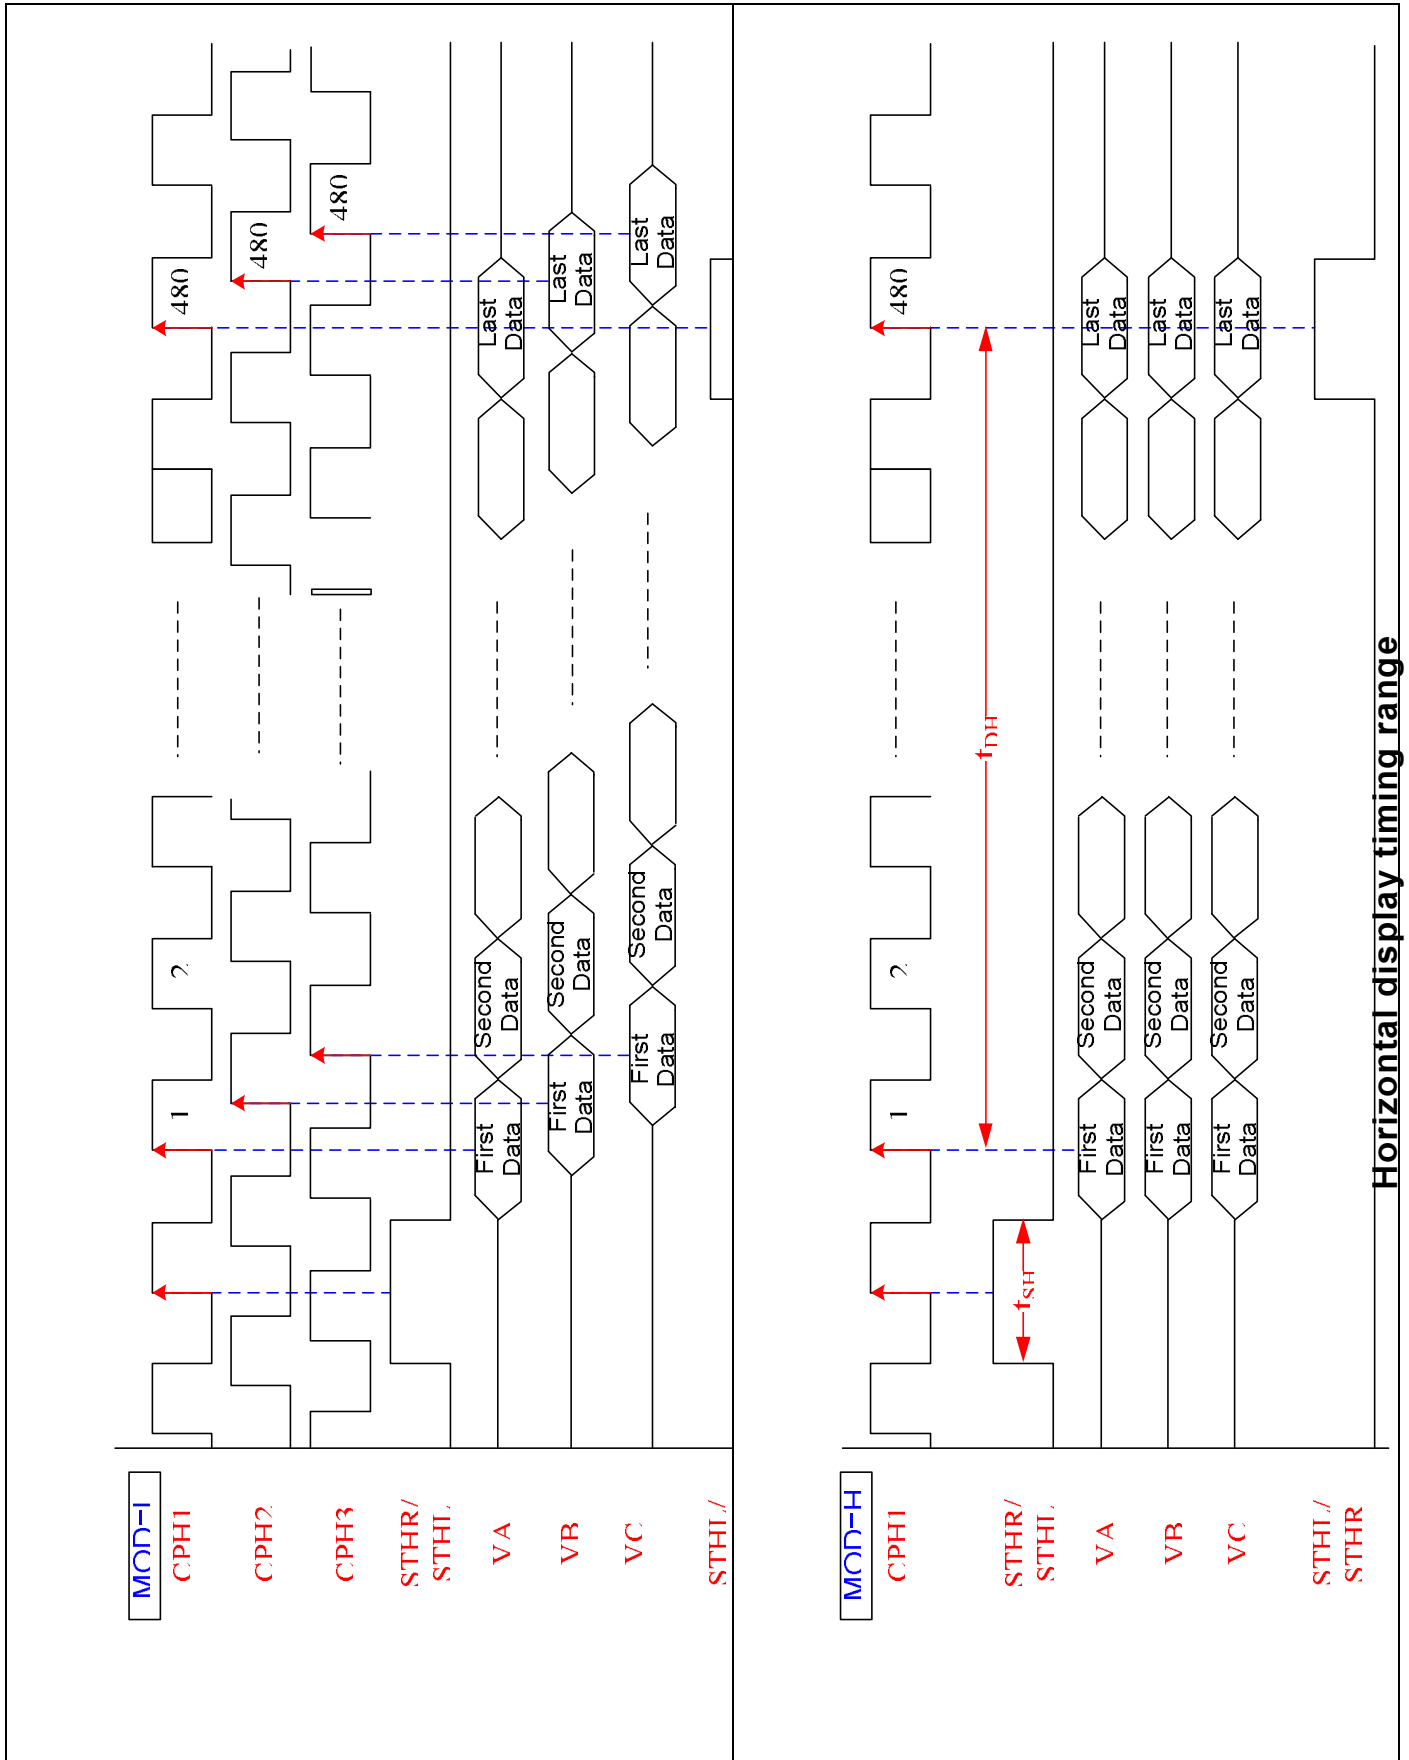 MOD=L
CPH1
1
2
480
CPH2
480
CPH3
480
STHR/
STHL
VA
First
Data
Second
Data
Last
Data
VB
First
Data
Second
Data
Last
Data
VC
First
Data
Second
Data
Last
Data
STHL/
MOD=H
CPH1
1
2
480
tDH
STHR/
STHL
tSH
VA
First
Data
Second
Data
Last
Data
VB
First
Data
Second
Data
Last
Data
VC
First
Data
Second
Data
Last
Data
STHL/
STHR
Horizontal display timing range